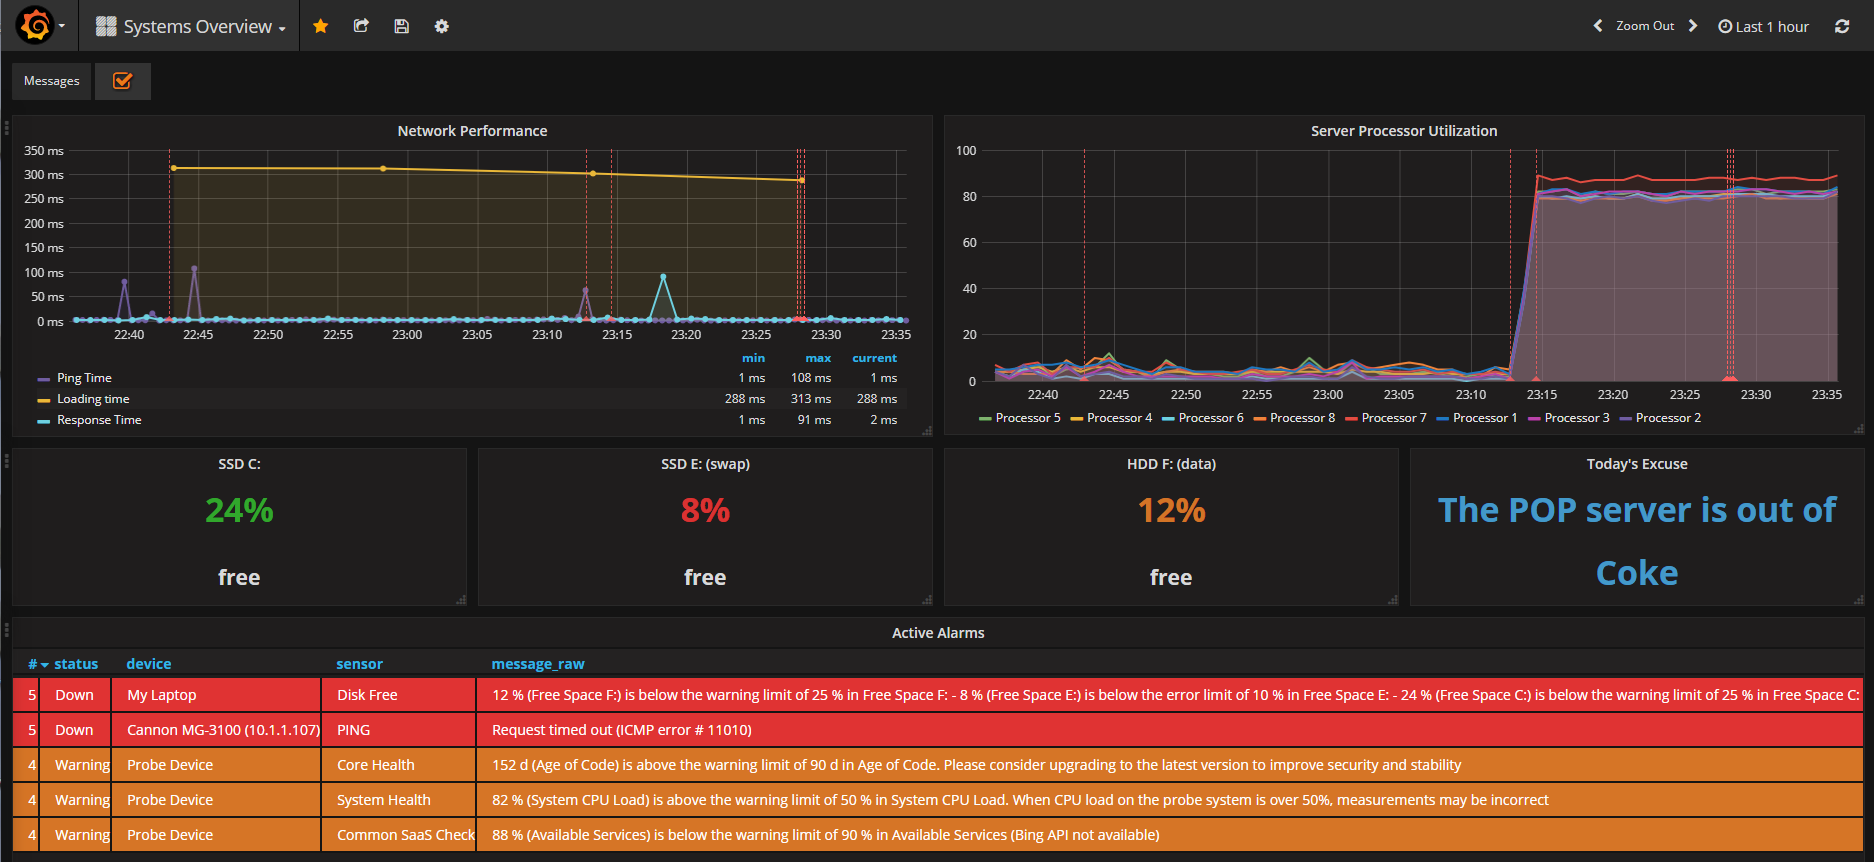 Systems Overview
Zoom Out
Last 1 hour
Messages
Network Performance
350 ms
300 ms
250 ms
200 ms
150 ms
100 ms
50 ms
0 ms
22:40 22:45 22:50 22:55 23:00 23:05 23:10 23:15 23:20 23:25 23:30 23:35
min max current
Ping Time 1 ms 108 ms 1 ms
Loading time 288 ms 313 ms 288 ms
Response Time 1 ms 91 ms 2 ms
Server Processor Utilization
100
80
60
40
20
0
22:40 22:45 22:50 22:55 23:00 23:05 23:10 23:15 23:20 23:25 23:30 23:35
Processor 5 Processor 4 Processor 6 Processor 8 Processor 7 Processor 1 Processor 3 Processor 2
SSD C:
24%
free
SSD E: (swap)
8%
free
HDD F: (data)
12%
free
Today's Excuse
The POP server is out of
Coke
Active Alarms
# status device sensor message_raw
5 Down My Laptop Disk Free 12 % (Free Space F:) is below the warning limit of 25 % in Free Space F: - 8 % (Free Space E:) is below the error limit of 10 % in Free Space E: - 24 % (Free Space C:) is below the warning limit of 25 % in Free Space C:
5 Down Cannon MG-3100 (10.1.1.107) PING Request timed out (ICMP error # 11010)
4 Warning Probe Device Core Health 152 d (Age of Code) is above the warning limit of 90 d in Age of Code. Please consider upgrading to the latest version to improve security and stability
4 Warning Probe Device System Health 82 % (System CPU Load) is above the warning limit of 50 % in System CPU Load. When CPU load on the probe system is over 50%, measurements may be incorrect
4 Warning Probe Device Common SaaS Check 88 % (Available Services) is below the warning limit of 90 % in Available Services (Bing API not available)